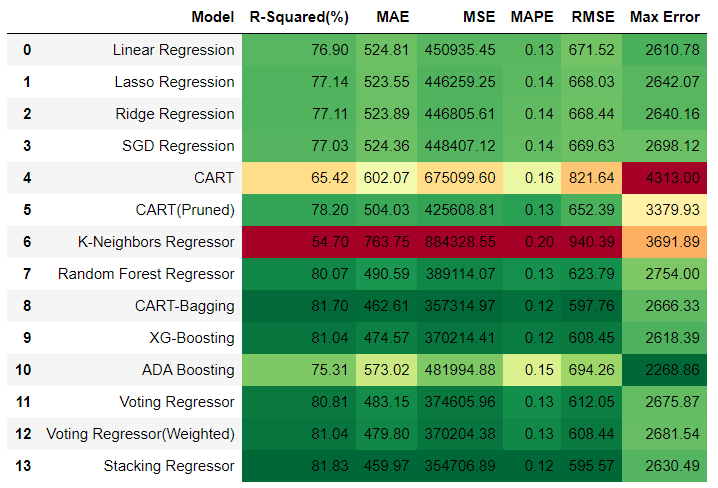 Model R-Squared(%) MAE MSE MAPE RMSE Max Error
0 Linear Regression 76.90 524.81 450935.45 0.13 671.52 2610.78
1 Lasso Regression 77.14 523.55 446259.25 0.14 668.03 2642.07
2 Ridge Regression 77.11 523.89 446805.61 0.14 668.44 2640.16
3 SGD Regression 77.03 524.36 448407.12 0.14 669.63 2698.12
4 CART 65.42 602.07 675099.60 0.16 821.64 4313.00
5 CART(Pruned) 78.20 504.03 425608.81 0.13 652.39 3379.93
6 K-Neighbors Regressor 54.70 763.75 884328.55 0.20 940.39 3691.89
7 Random Forest Regressor 80.07 490.59 389114.07 0.13 623.79 2754.00
8 CART-Bagging 81.70 462.61 357314.97 0.12 597.76 2666.33
9 XG-Boosting 81.04 474.57 370214.41 0.12 608.45 2618.39
10 ADA Boosting 75.31 573.02 481994.88 0.15 694.26 2268.86
11 Voting Regressor 80.81 483.15 374605.96 0.13 612.05 2675.87
12 Voting Regressor(Weighted) 81.04 479.80 370204.38 0.13 608.44 2681.54
13 Stacking Regressor 81.83 459.97 354706.89 0.12 595.57 2630.49